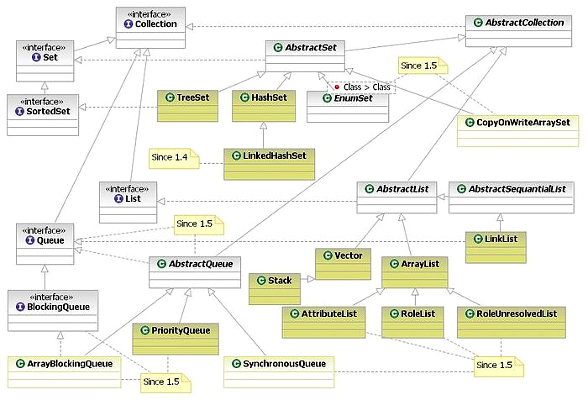 «interface»
Collection
AbstractCollection
«interface»
Set
AbstractSet
Since 1.5
Class > Class
«interface»
SortedSet
TreeSet
HashSet
EnumSet
CopyOnWriteArraySet
Since 1.4
LinkedHashSet
«interface»
List
AbstractList
AbstractSequantialList
«interface»
Queue
Since 1.5
LinkList
AbstractQueue
Vector
ArrayList
Stack
«interface»
BlockingQueue
AttributeList
RoleList
RoleUnresolvedList
PriorityQueue
ArrayBlockingQueue
Since 1.5
SynchronousQueue
Since 1.5